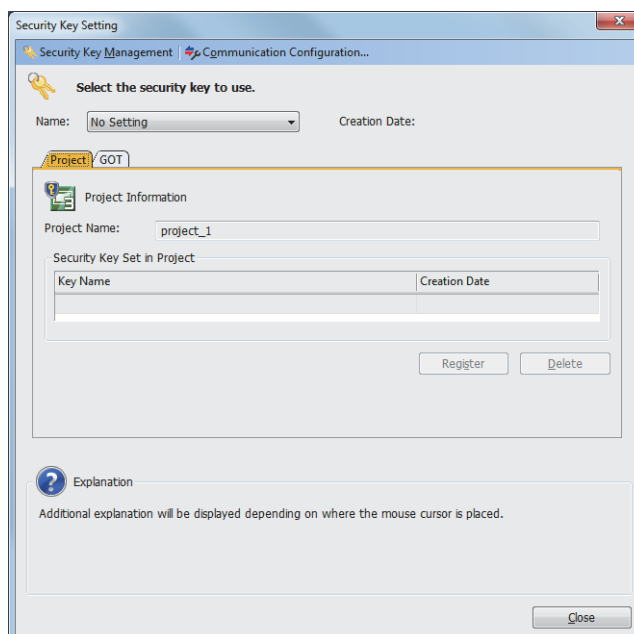 Security Key Setting
Security Key Management Communication Configuration...
Select the security key to use.
Name: No Setting Creation Date:
Project GOT
Project Information
Project Name: project_1
Security Key Set in Project
Key Name Creation Date
Register Delete
Explanation
Additional explanation will be displayed depending on where the mouse cursor is placed.
Close